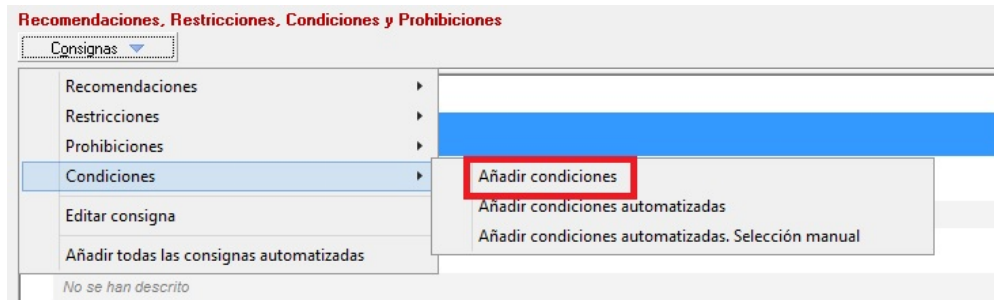 Recomendaciones, Restricciones, Condiciones y Prohibiciones
Consignas
Recomendaciones
Restricciones
Prohibiciones
Condiciones
Editar consigna
Añadir todas las consignas automatizadas
Añadir condiciones
Añadir condiciones automatizadas
Añadir condiciones automatizadas. Selección manual
No se han descrito